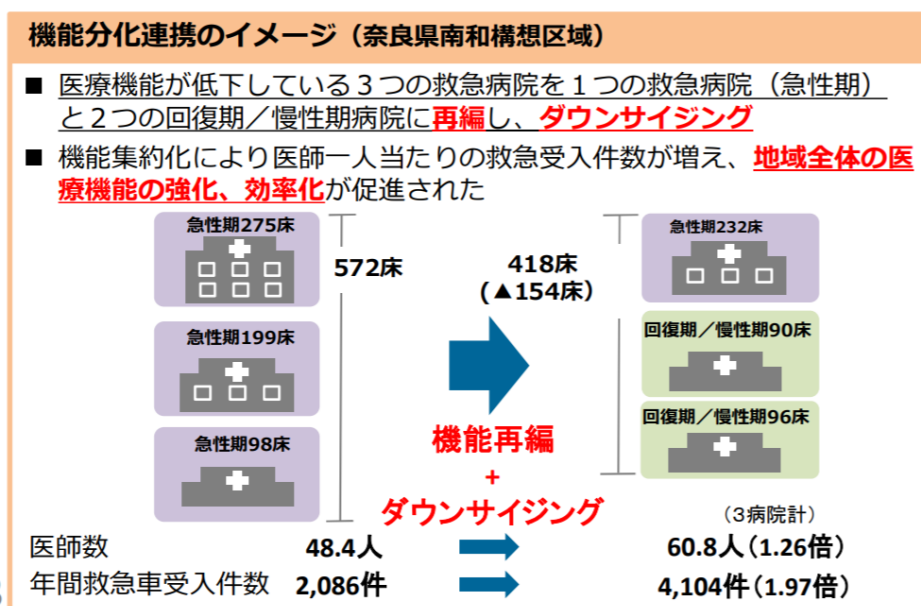 機能分化連携のイメージ（奈良県南和構想区域）
■ 医療機能が低下している３つの救急病院を１つの救急病院（急性期）
と２つの回復期／慢性期病院に再編し、ダウンサイジング
■ 機能集約化により医師一人当たりの救急受入件数が増え、地域全体の医
療機能の強化、効率化が促進された
急性期275床
572床
急性期199床
急性期98床
418床
(▲154床）
急性期232床
回復期／慢性期90床
回復期／慢性期96床
機能再編
+
ダウンサイジング
（３病院計）
医師数 48.4人 60.8人（1.26倍）
年間救急車受入件数 2,086件 4,104件（1.97倍）